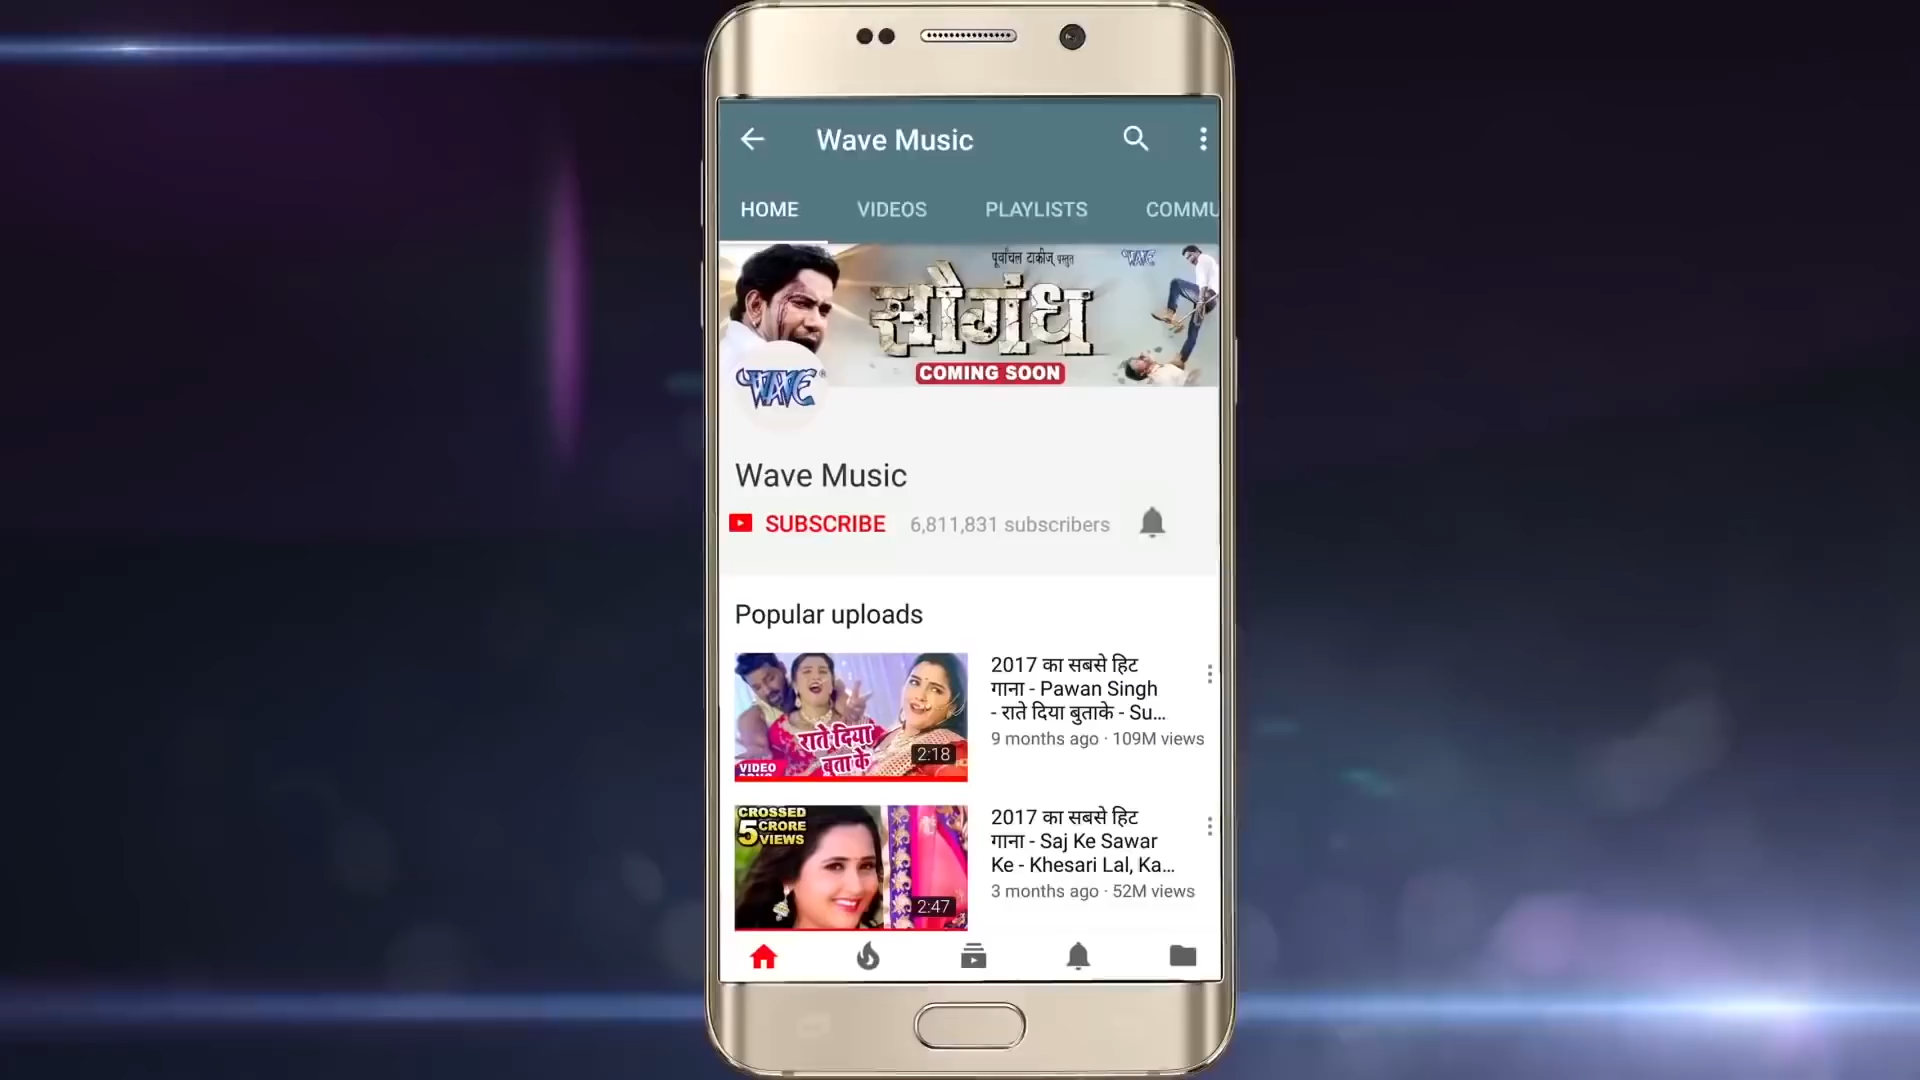 Wave Music
HOME VIDEOS PLAYLISTS COMMU
पूर्वांचल टाकीज् प्रस्तुत
WAVE
सौगंध
COMING SOON
WAVE®
Wave Music
SUBSCRIBE 6,811,831 subscribers
Popular uploads
राते दिया
बुता के
VIDEO
2:18
2017 का सबसे हिट
गाना - Pawan Singh
- राते दिया बुताके - Su...
9 months ago · 109M views
CROSSED
5 CRORE
VIEWS
2:47
2017 का सबसे हिट
गाना - Saj Ke Sawar
Ke - Khesari Lal, Ka...
3 months ago · 52M views